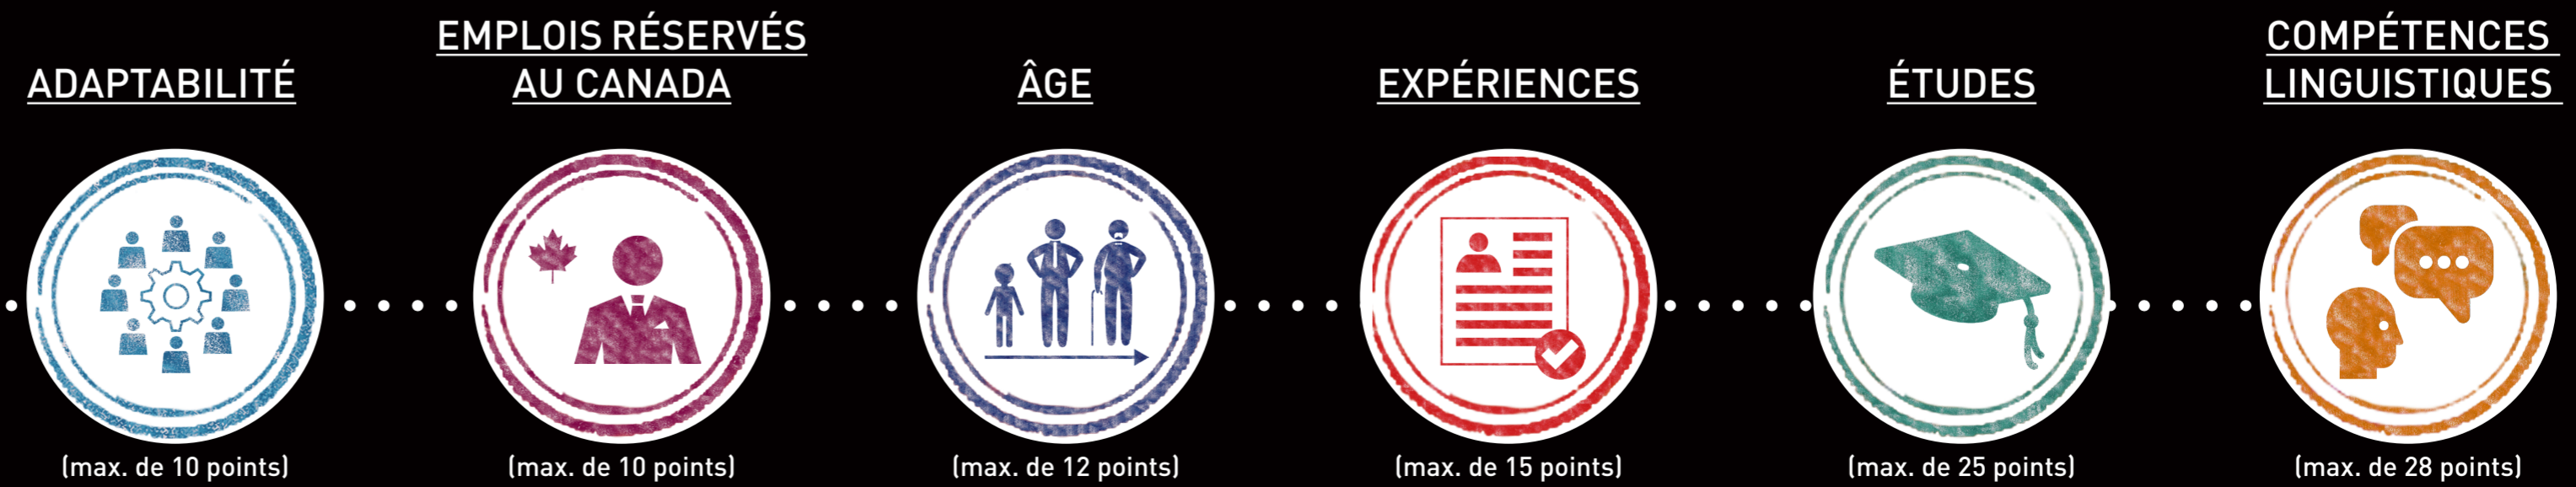 ADAPTABILITÉ
(max. de 10 points)
EMPLOIS RÉSERVÉS
AU CANADA
(max. de 10 points)
ÂGE
(max. de 12 points)
EXPÉRIENCES
(max. de 15 points)
ÉTUDES
(max. de 25 points)
COMPÉTENCES
LINGUISTIQUES
(max. de 28 points)